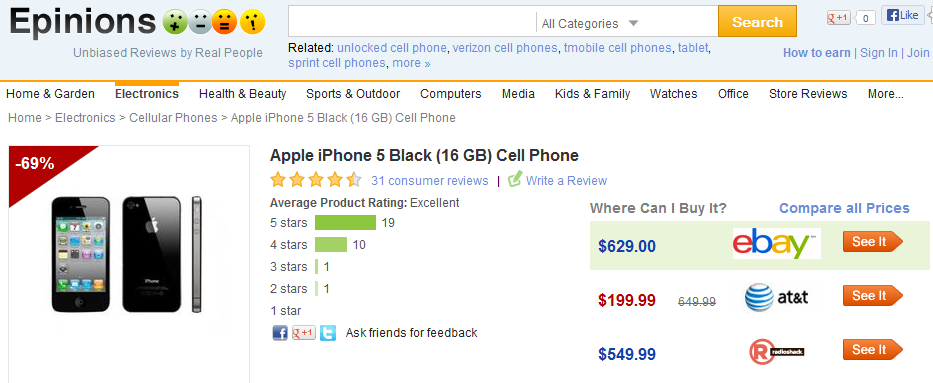 Epinions
Unbiased Reviews by Real People
All Categories
Search
+1 0
Like
Related: unlocked cell phone, verizon cell phones, tmobile cell phones, tablet,
sprint cell phones, more »
How to earn | Sign In | Join
Home & Garden Electronics Health & Beauty Sports & Outdoor Computers Media Kids & Family Watches Office Store Reviews More...
Home > Electronics > Cellular Phones > Apple iPhone 5 Black (16 GB) Cell Phone
-69%
iPhone
Apple iPhone 5 Black (16 GB) Cell Phone
31 consumer reviews | Write a Review
Average Product Rating: Excellent
5 stars 19
4 stars 10
3 stars 1
2 stars 1
1 star
+1 Ask friends for feedback
Where Can I Buy It? Compare all Prices
$629.00 ebay See It
$199.99 649.99 at&t See It
$549.99 RadioShack See It